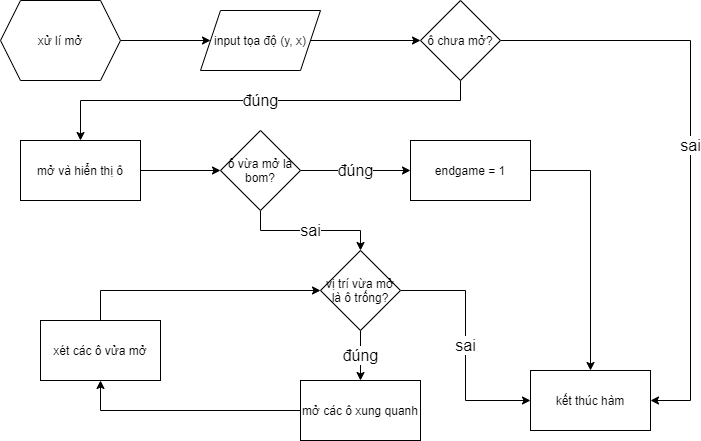 xử lí mở
input tọa độ (y, x)
ô chưa mở?
đúng
sai
mở và hiển thị ô
ô vừa mở là
bom?
đúng
endgame = 1
sai
vị trí vừa mở
là ô trống?
xét các ô vừa mở
đúng
sai
mở các ô xung quanh
kết thúc hàm